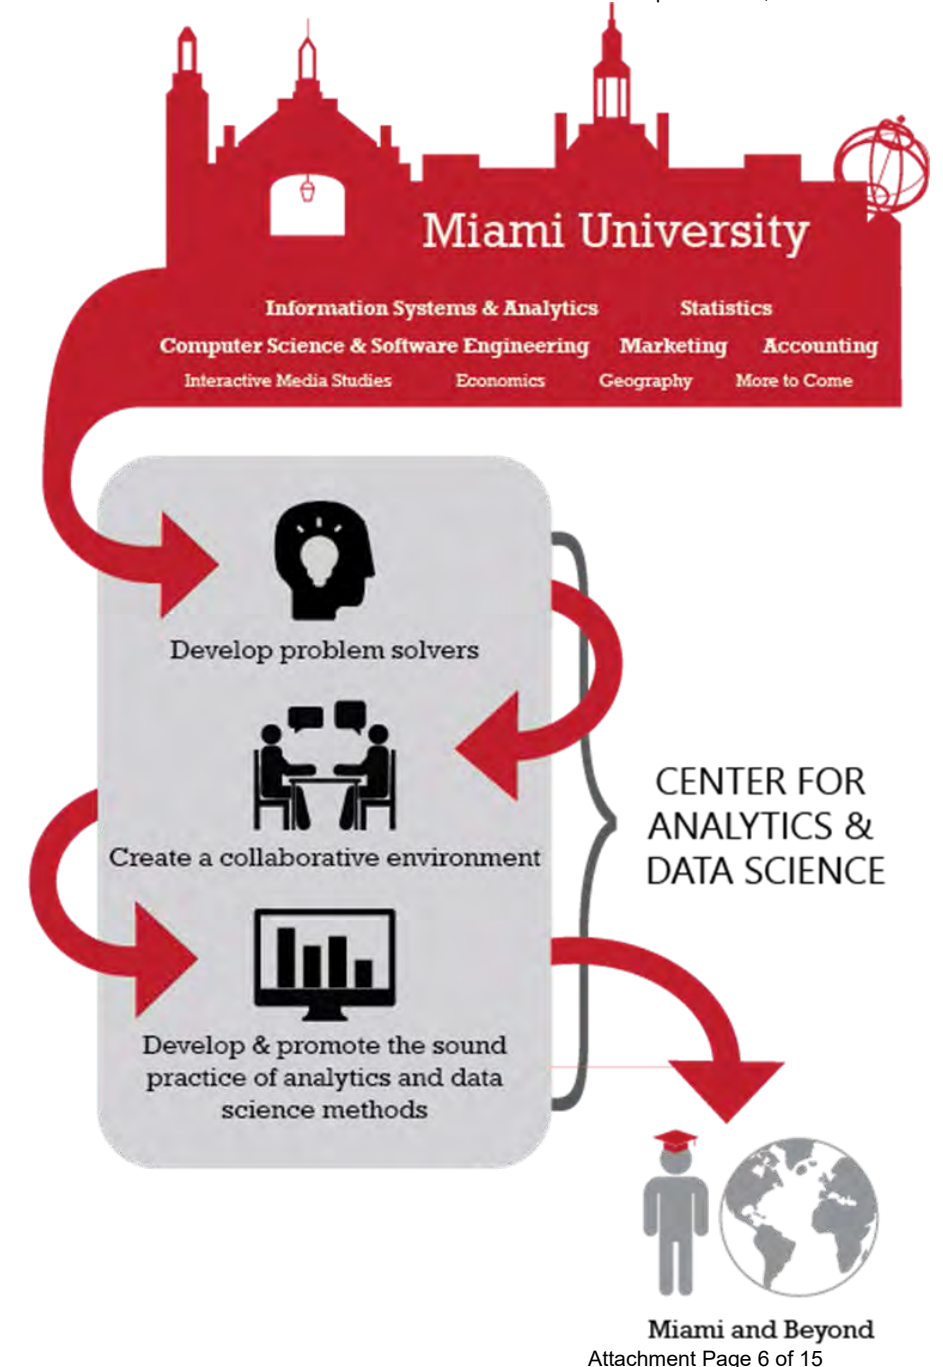 Miami University
Information Systems & Analytics Statistics
Computer Science & Software Engineering Marketing Accounting
Interactive Media Studies Economics Geography More to Come
Develop problem solvers
Create a collaborative environment
Develop & promote the sound
practice of analytics and data
science methods
CENTER FOR
ANALYTICS &
DATA SCIENCE
Miami and Beyond
Attachment Page 6 of 15